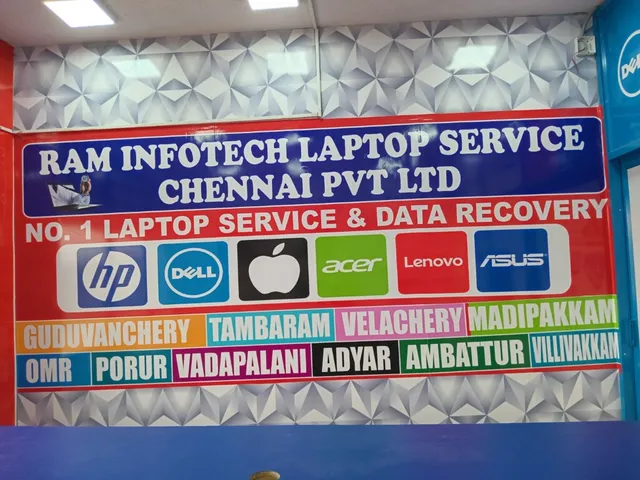 RAM INFOTECH LAPTOP SERVICE
CHENNAI PVT LTD
NO. 1 LAPTOP SERVICE & DATA RECOVERY
hp DELL acer Lenovo ASUS
GUDUVANCHERY TAMBARAM VELACHERY MADIPAKKAM
OMR PORUR VADAPALANI ADYAR AMBATTUR VILLIVAKKAM
DELL